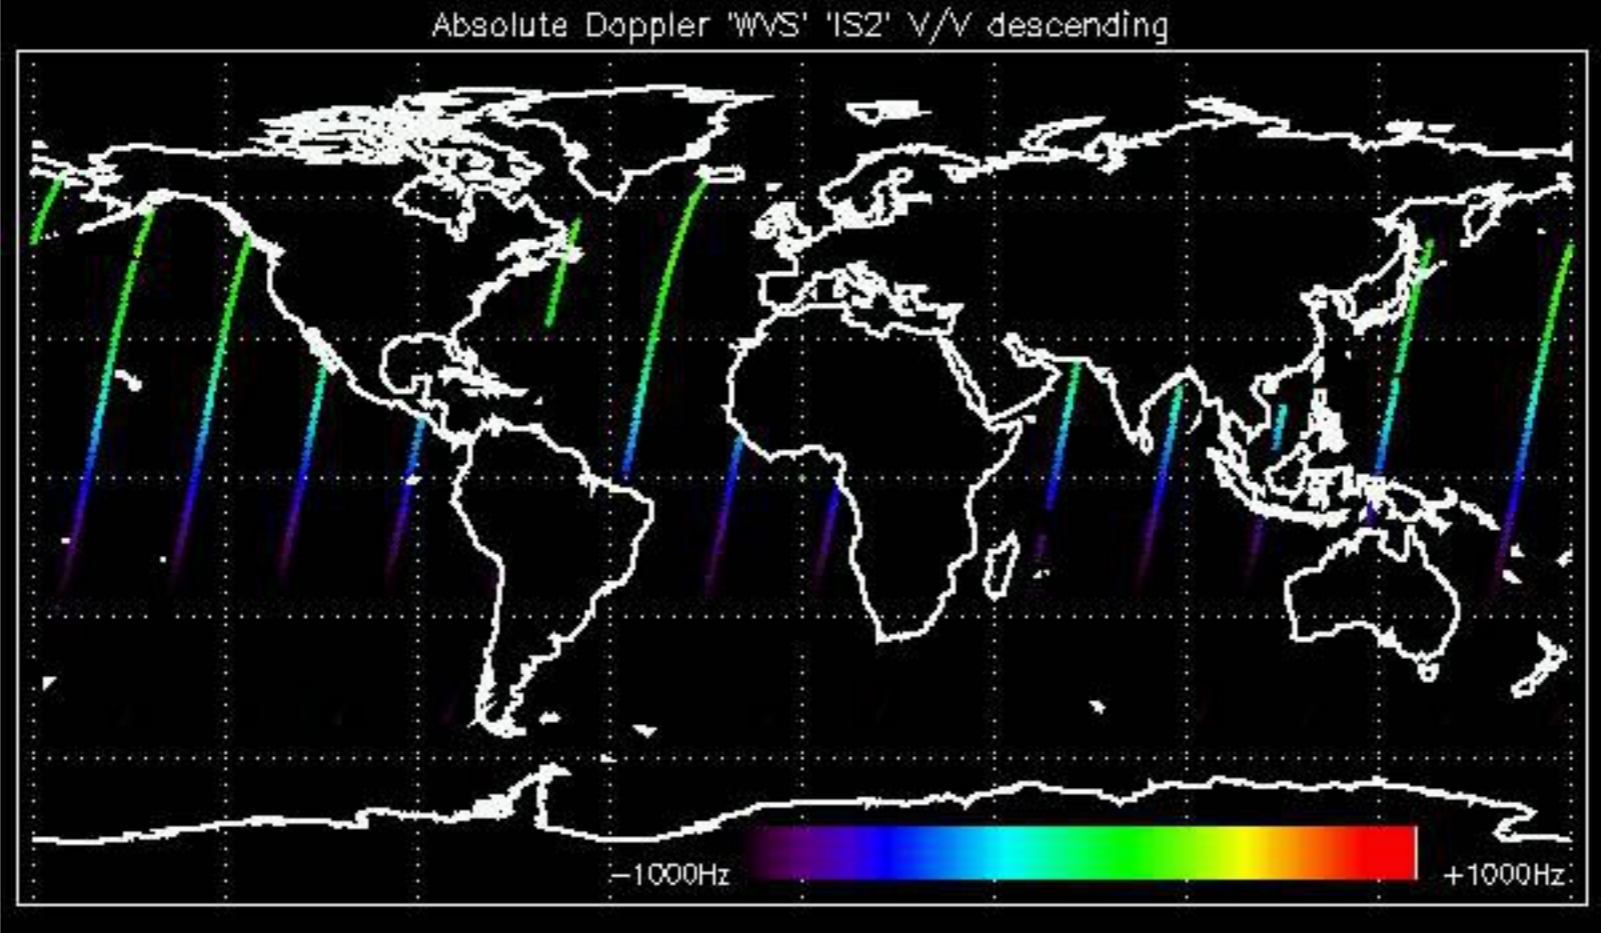 Absolute Doppler 'WVS' 'IS2' V/V descending
-1000Hz
+1000Hz